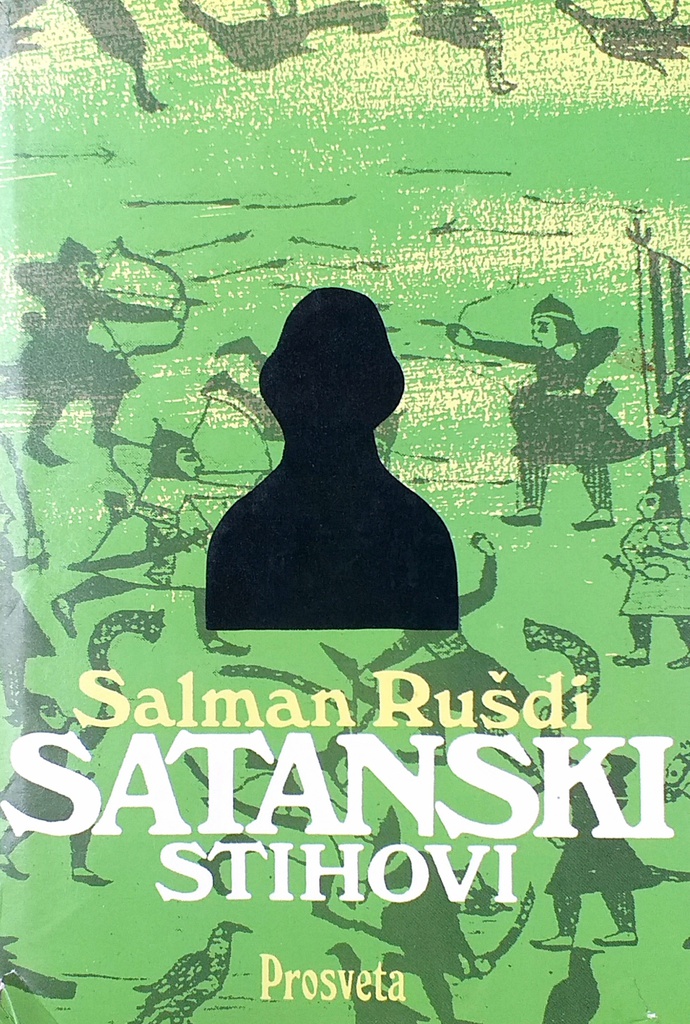 Salman Rušdi
SATANSKI
STIHOVI
Prosveta